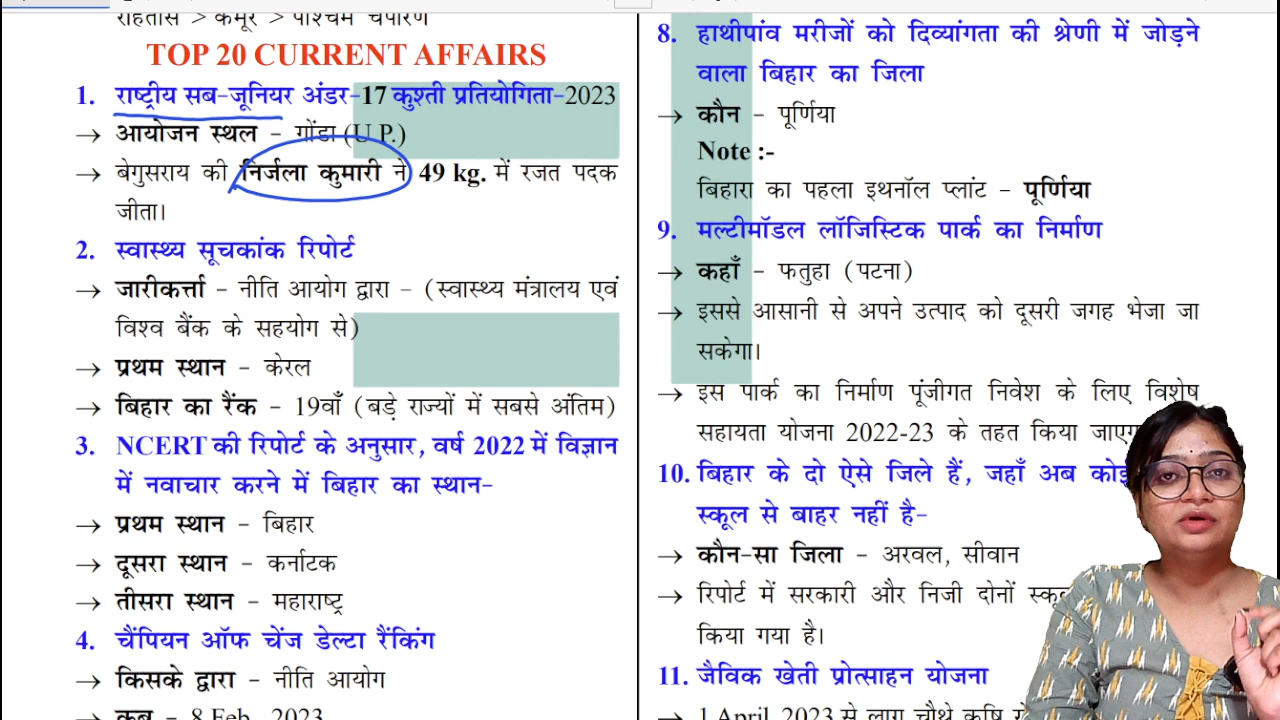 रोहतास > कैमूर > पश्चिम चंपारण
TOP 20 CURRENT AFFAIRS
1. राष्ट्रीय सब-जूनियर अंडर-17 कुश्ती प्रतियोगिता-2023
→ आयोजन स्थल - गोंडा (U.P.)
→ बेगुसराय की निर्जला कुमारी ने 49 kg. में रजत पदक
जीता।
2. स्वास्थ्य सूचकांक रिपोर्ट
→ जारीकर्त्ता - नीति आयोग द्वारा - (स्वास्थ्य मंत्रालय एवं
विश्व बैंक के सहयोग से)
→ प्रथम स्थान - केरल
→ बिहार का रैंक - 19वाँ (बड़े राज्यों में सबसे अंतिम)
3. NCERT की रिपोर्ट के अनुसार, वर्ष 2022 में विज्ञान
में नवाचार करने में बिहार का स्थान-
→ प्रथम स्थान - बिहार
→ दूसरा स्थान - कर्नाटक
→ तीसरा स्थान - महाराष्ट्र
4. चैंपियन ऑफ चेंज डेल्टा रैंकिंग
→ किसके द्वारा - नीति आयोग
→ कब - 8 Feb., 2023
8. हाथीपांव मरीजों को दिव्यांगता की श्रेणी में जोड़ने
वाला बिहार का जिला
→ कौन - पूर्णिया
Note :-
बिहारा का पहला इथनॉल प्लांट - पूर्णिया
9. मल्टीमॉडल लॉजिस्टिक पार्क का निर्माण
→ कहाँ - फतुहा (पटना)
→ इससे आसानी से अपने उत्पाद को दूसरी जगह भेजा जा
सकेगा।
→ इस पार्क का निर्माण पूंजीगत निवेश के लिए विशेष
सहायता योजना 2022-23 के तहत किया
10. बिहार के दो ऐसे जिले हैं, जहाँ अब कोई
स्कूल से बाहर नहीं है-
→ कौन-सा जिला - अरवल, सीवान
→ रिपोर्ट में सरकारी और निजी दोनों
किया गया है।
11. जैविक खेती प्रोत्साहन योजना
→ 1 April, 2023 से लागू चौथे कृषि